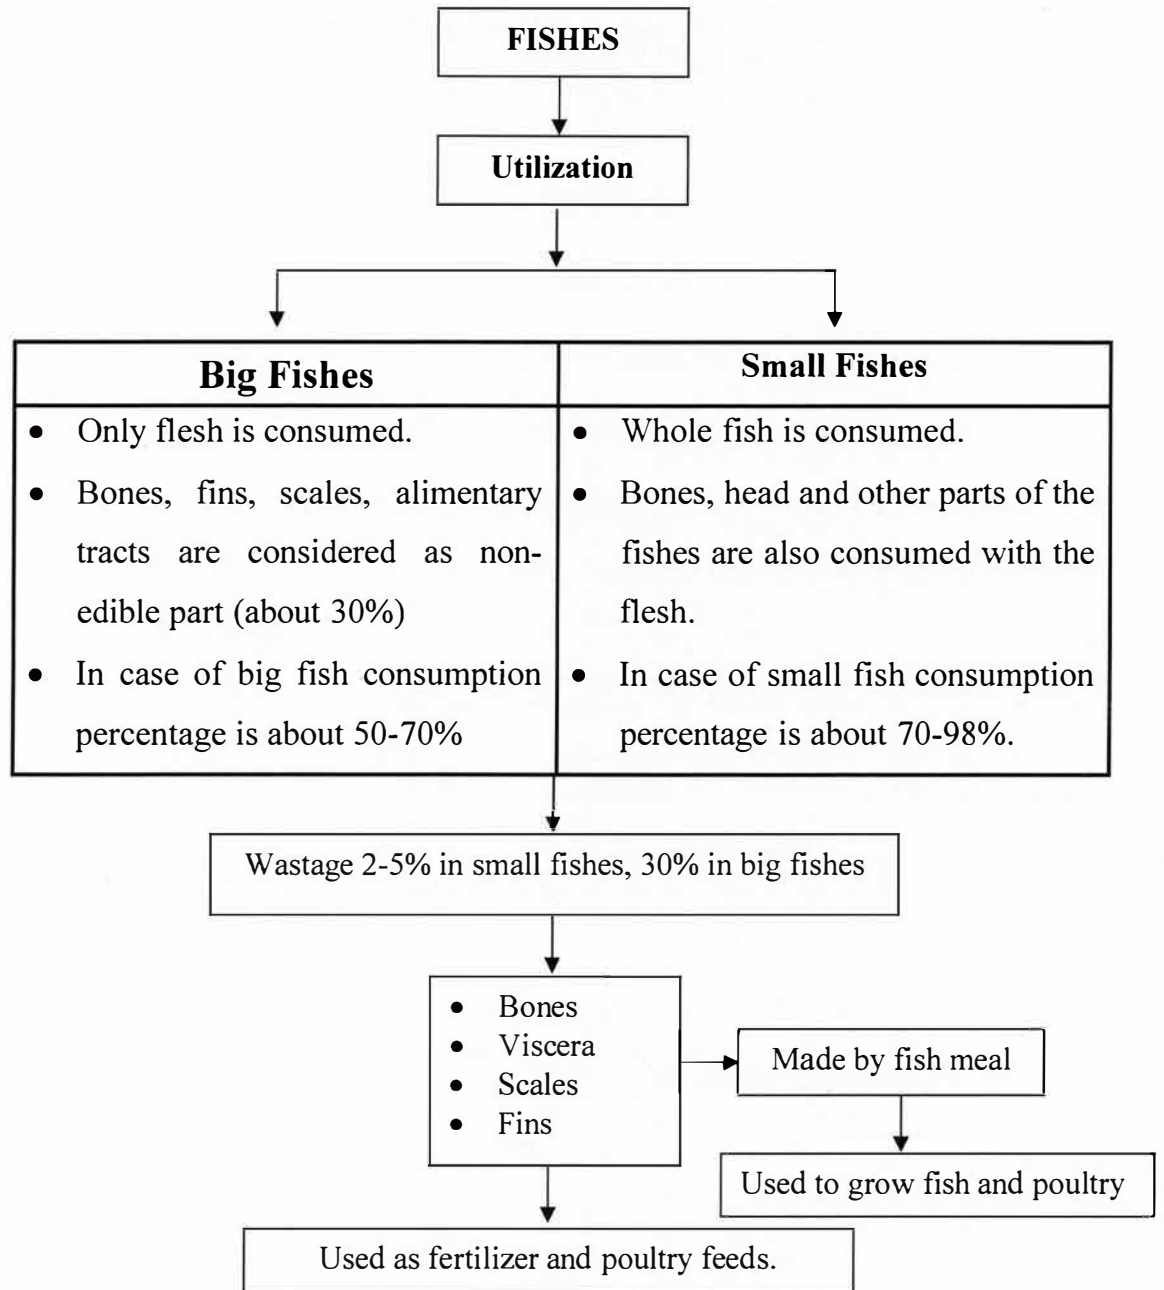 FISHES
Utilization
Big Fishes
• Only flesh is consumed.
• Bones, fins, scales, alimentary
tracts are considered as non-
edible part (about 30%)
• In case of big fish consumption
percentage is about 50-70%
Small Fishes
• Whole fish is consumed.
• Bones, head and other parts of the
fishes are also consumed with the
flesh.
• In case of small fish consumption
percentage is about 70-98%.
Wastage 2-5% in small fishes, 30% in big fishes
• Bones
• Viscera
• Scales
• Fins
Made by fish meal
Used to grow fish and poultry
Used as fertilizer and poultry feeds.